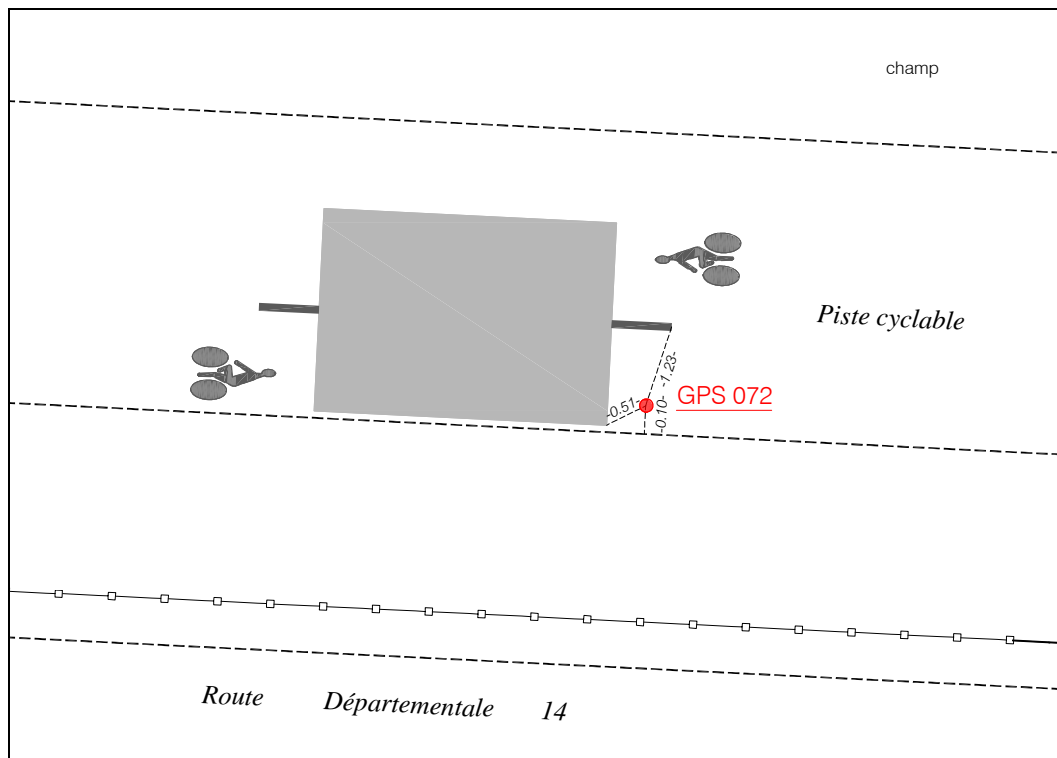 champ
Piste cyclable
-1.23-
-0.51-
-0.10-
GPS 072
Route Départementale 14